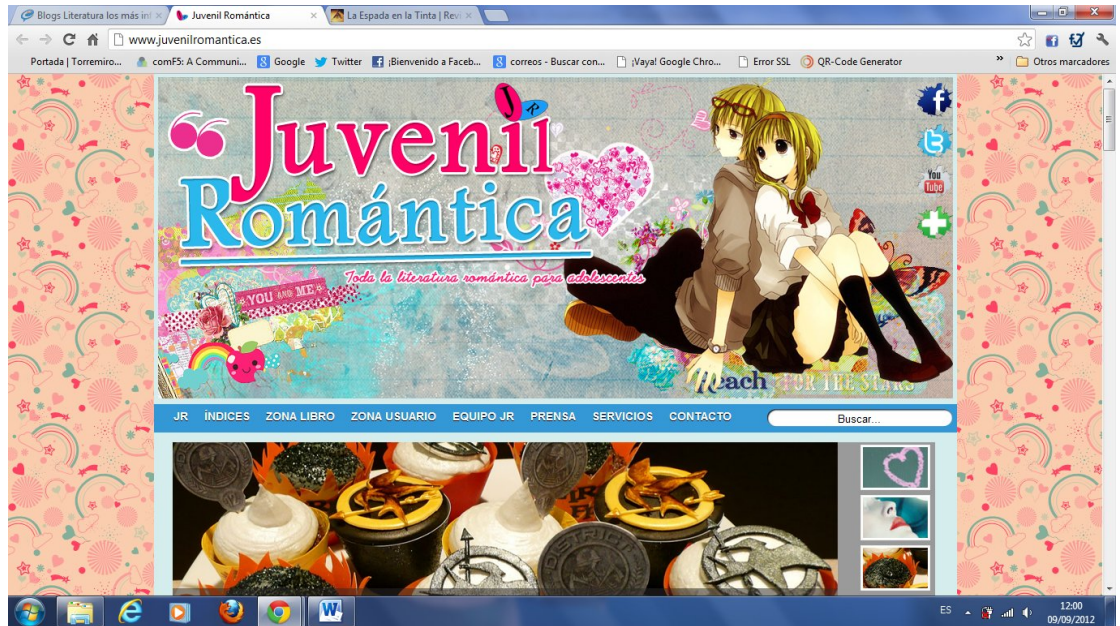 Blogs Literatura los más inf
Juvenil Romántica
La Espada en la Tinta | Revi
www.juvenilromantica.es
Portada | Torremiro...
comF5: A Communi...
Google
Twitter
¡Bienvenido a Faceb...
correos - Buscar con...
¡Vaya! Google Chro...
Error SSL
QR-Code Generator
»
Otros marcadores
J R
Juvenil
Romántica
Toda la literatura romántica para adolescentes
YOU AND ME
You
Tube
Reach FOR THE STARS
JR ÍNDICES ZONA LIBRO ZONA USUARIO EQUIPO JR PRENSA SERVICIOS CONTACTO
Buscar...
DISTRICT
ES
12:00
09/09/2012